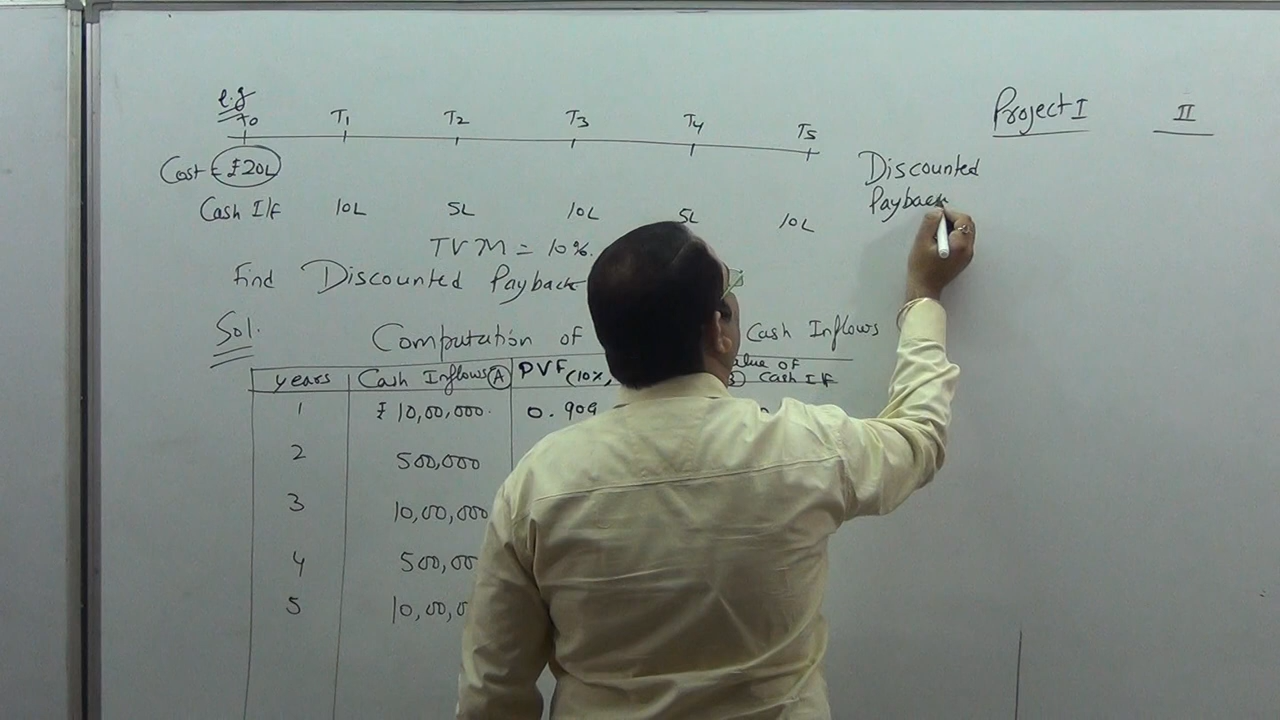 e.g
T0 T1 T2 T3 T4 T5
Cost = ₹20L
Cash I/F 10L 5L 10L 5L 10L
TVM = 10%.
Find Discounted Payback
Sol. Computation of Cash Inflows
years Cash Inflows (A) PVF (10%, Value of
Cash I/F
1 ₹ 10,00,000. 0.909
2 500,000
3 10,00,000
4 500,00
5 10,00,0
Project I II
Discounted
Payback